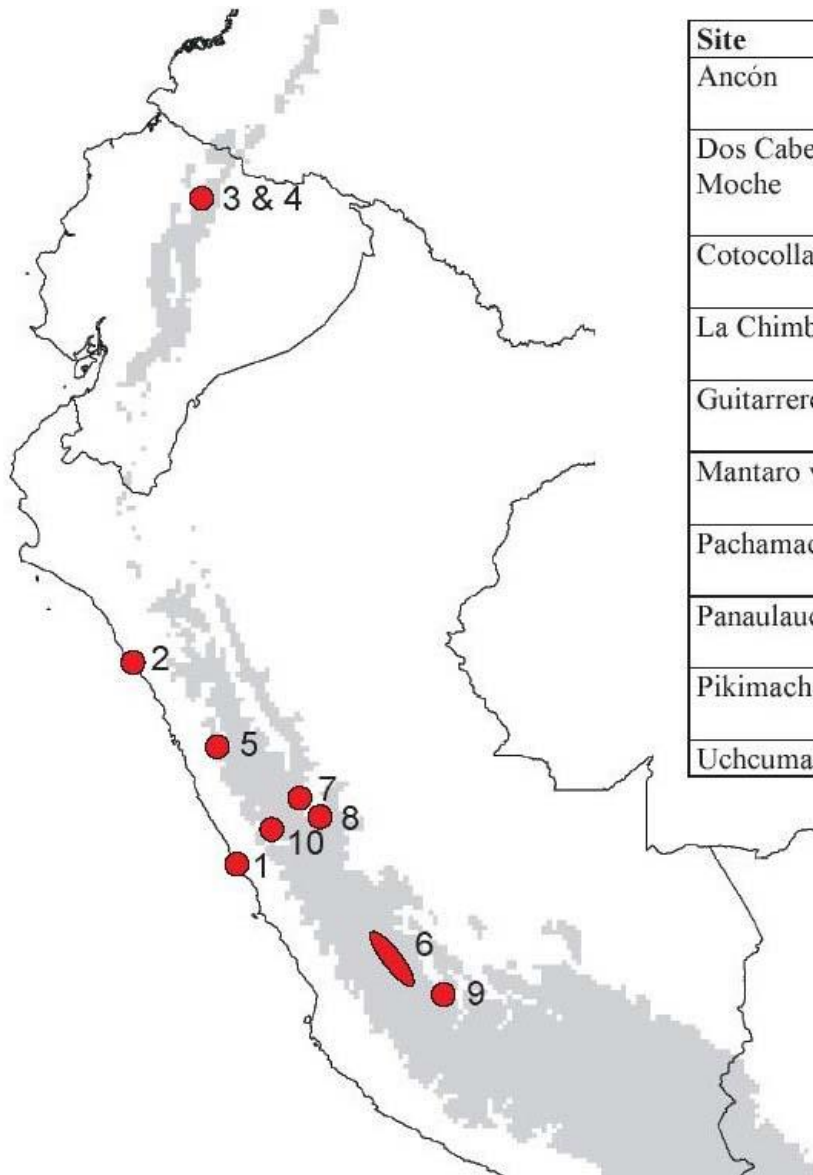 Site
Ancón
Dos Cabe
Moche
Cotocolla
La Chimb
Guitarrer
Mantaro v
Pachamac
Panaulau
Pikimach
Uchcuma
3 & 4
2
5
7
8
10
1
6
9